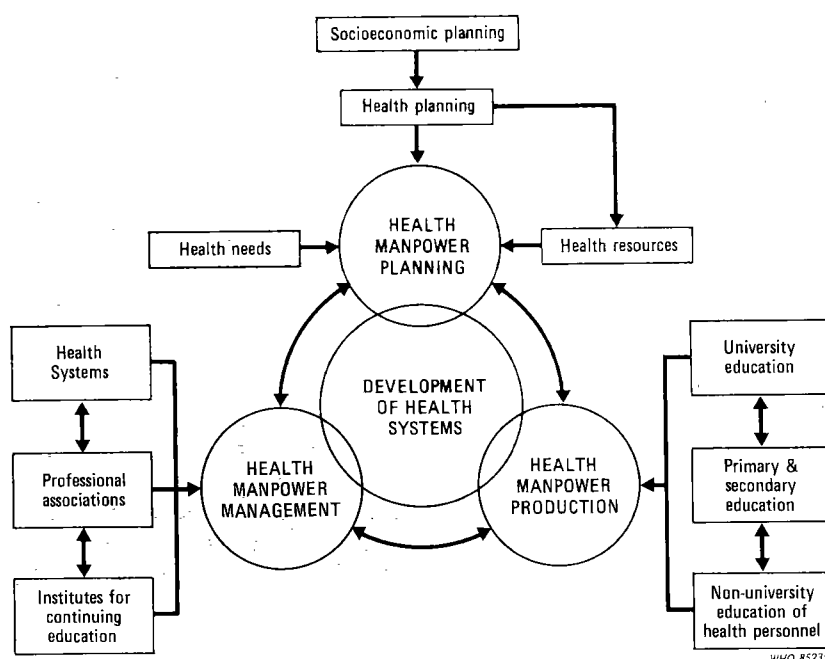 Socioeconomic planning
Health planning
HEALTH
MANPOWER
PLANNING
Health needs
Health resources
Health
Systems
University
education
DEVELOPMENT
OF HEALTH
SYSTEMS
Professional
associations
HEALTH
MANPOWER
MANAGEMENT
HEALTH
MANPOWER
PRODUCTION
Primary &
secondary
education
Institutes for
continuing
education
Non-university
education of
health personnel
WHO